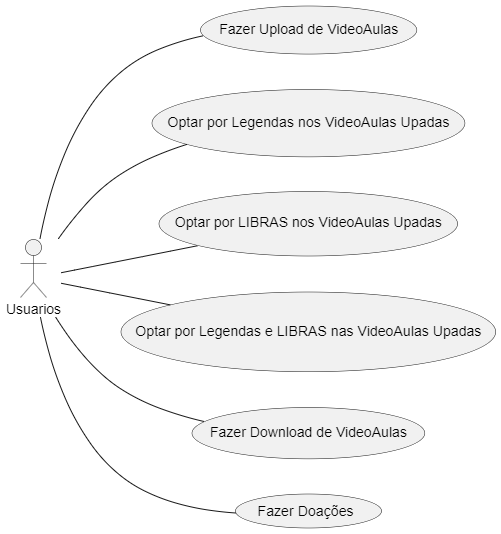 Fazer Upload de VideoAulas
Optar por Legendas nos VideoAulas Upadas
Optar por LIBRAS nos VideoAulas Upadas
Usuarios
Optar por Legendas e LIBRAS nas VideoAulas Upadas
Fazer Download de VideoAulas
Fazer Doações